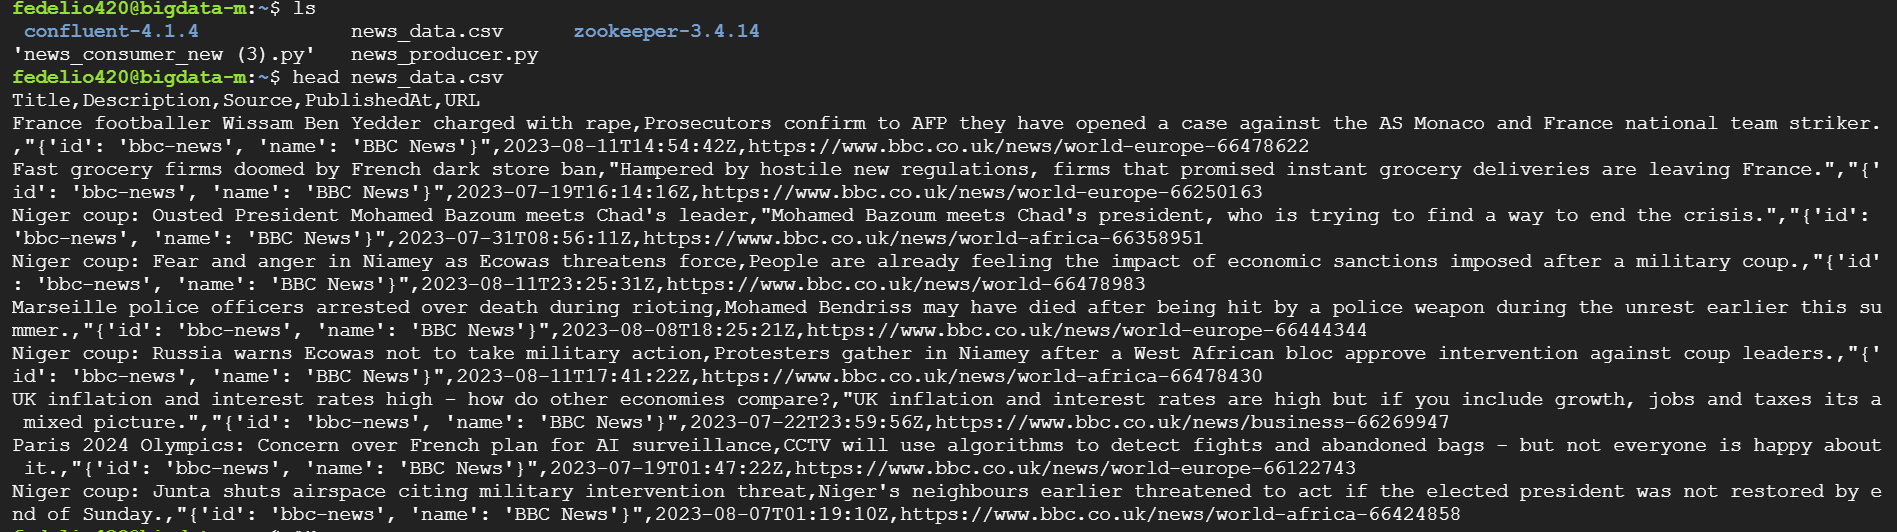 fedelio420@bigdata-m:~$ ls
confluent-4.1.4 news_data.csv zookeeper-3.4.14
'news_consumer_new (3).py' news_producer.py
fedelio420@bigdata-m:~$ head news_data.csv
Title,Description,Source,PublishedAt,URL
France footballer Wissam Ben Yedder charged with rape,Prosecutors confirm to AFP they have opened a case against the AS Monaco and France national team striker.
,"{'id': 'bbc-news', 'name': 'BBC News'}",2023-08-11T14:54:42Z,https://www.bbc.co.uk/news/world-europe-66478622
Fast grocery firms doomed by French dark store ban,"Hampered by hostile new regulations, firms that promised instant grocery deliveries are leaving France.","{'
id': 'bbc-news', 'name': 'BBC News'}",2023-07-19T16:14:16Z,https://www.bbc.co.uk/news/world-europe-66250163
Niger coup: Ousted President Mohamed Bazoum meets Chad's leader,"Mohamed Bazoum meets Chad's president, who is trying to find a way to end the crisis.","{'id':
'bbc-news', 'name': 'BBC News'}",2023-07-31T08:56:11Z,https://www.bbc.co.uk/news/world-africa-66358951
Niger coup: Fear and anger in Niamey as Ecowas threatens force,People are already feeling the impact of economic sanctions imposed after a military coup.,"{'id'
: 'bbc-news', 'name': 'BBC News'}",2023-08-11T23:25:31Z,https://www.bbc.co.uk/news/world-66478983
Marseille police officers arrested over death during rioting,Mohamed Bendriss may have died after being hit by a police weapon during the unrest earlier this su
mmer.,"{'id': 'bbc-news', 'name': 'BBC News'}",2023-08-08T18:25:21Z,https://www.bbc.co.uk/news/world-europe-66444344
Niger coup: Russia warns Ecowas not to take military action,Protesters gather in Niamey after a West African bloc approve intervention against coup leaders.,"{'
id': 'bbc-news', 'name': 'BBC News'}",2023-08-11T17:41:22Z,https://www.bbc.co.uk/news/world-africa-66478430
UK inflation and interest rates high - how do other economies compare?,"UK inflation and interest rates are high but if you include growth, jobs and taxes its a
mixed picture.","{'id': 'bbc-news', 'name': 'BBC News'}",2023-07-22T23:59:56Z,https://www.bbc.co.uk/news/business-66269947
Paris 2024 Olympics: Concern over French plan for AI surveillance,CCTV will use algorithms to detect fights and abandoned bags - but not everyone is happy about
it.,"{'id': 'bbc-news', 'name': 'BBC News'}",2023-07-19T01:47:22Z,https://www.bbc.co.uk/news/world-europe-66122743
Niger coup: Junta shuts airspace citing military intervention threat,Niger's neighbours earlier threatened to act if the elected president was not restored by e
nd of Sunday.,"{'id': 'bbc-news', 'name': 'BBC News'}",2023-08-07T01:19:10Z,https://www.bbc.co.uk/news/world-africa-66424858